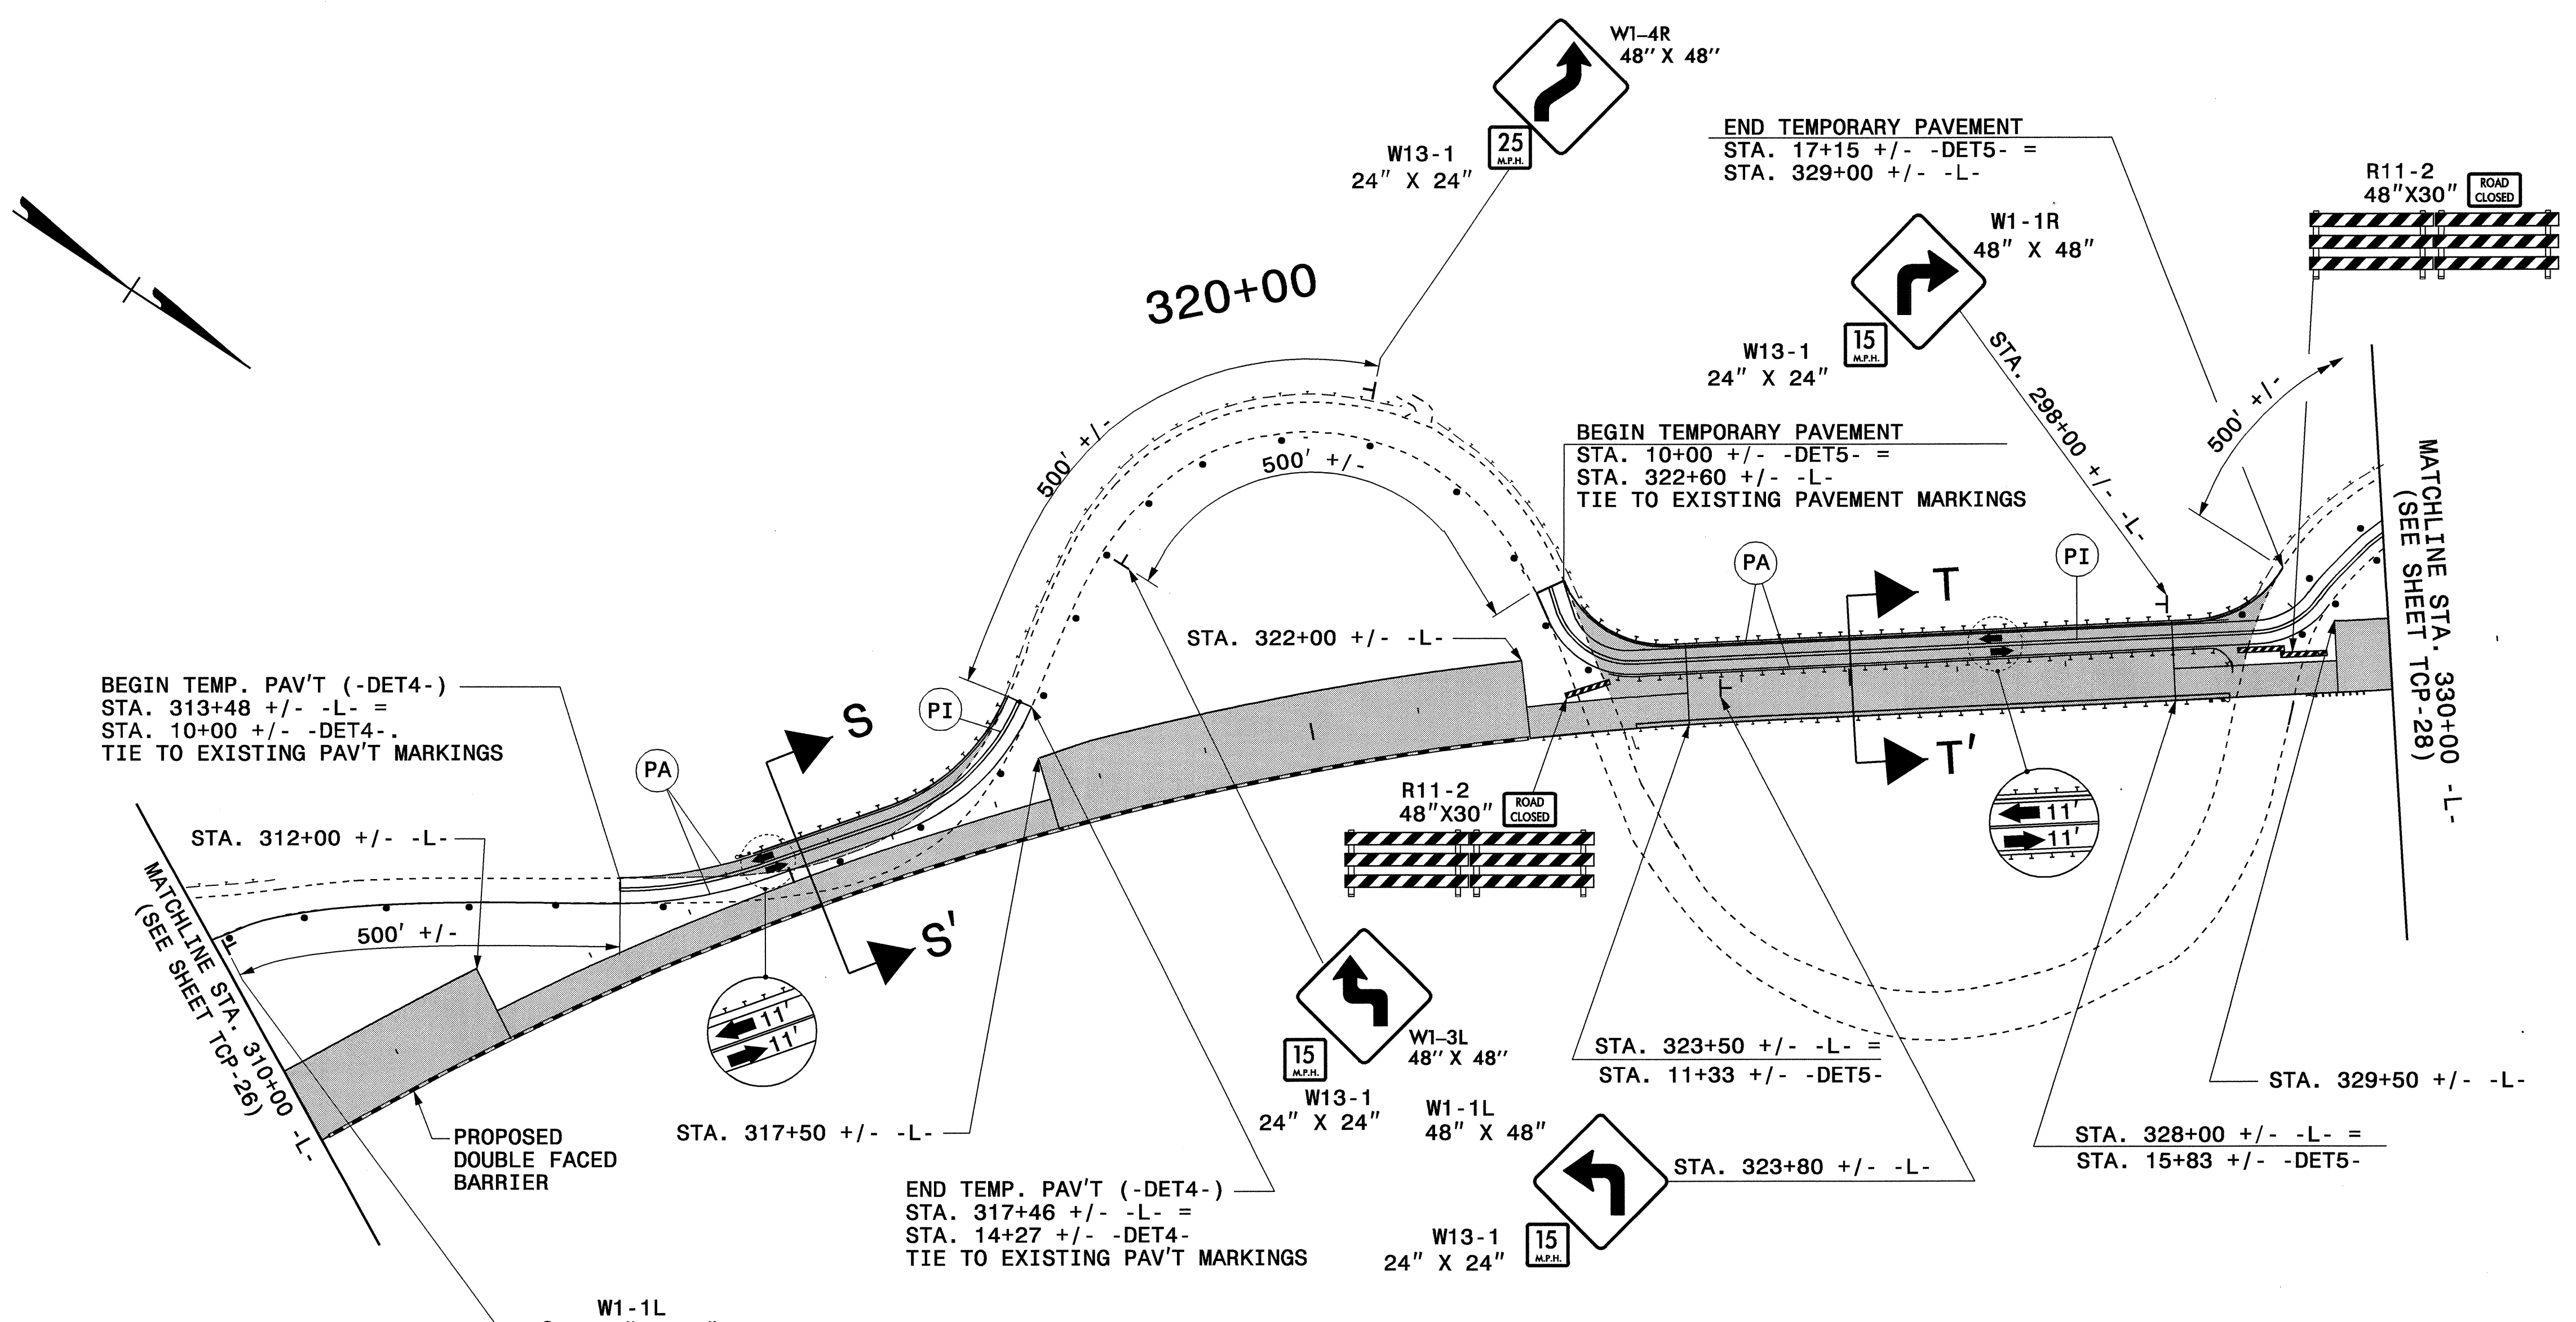 W1-4R
48" X 48"
25
M.P.H.
W13-1
24" X 24"
END TEMPORARY PAVEMENT
STA. 17+15 +/- -DET5- =
STA. 329+00 +/- -L-
R11-2
48"X30"
ROAD
CLOSED
W1-1R
48" X 48"
15
M.P.H.
W13-1
24" X 24"
STA. 298+00 +/- -L-
320+00
500' +/-
500' +/-
500' +/-
BEGIN TEMPORARY PAVEMENT
STA. 10+00 +/- -DET5- =
STA. 322+60 +/- -L-
TIE TO EXISTING PAVEMENT MARKINGS
MATCHLINE STA. 330+00 -L-
(SEE SHEET TCP-28)
PA
PI
T
T'
11'
11'
STA. 322+00 +/- -L-
BEGIN TEMP. PAV'T (-DET4-)
STA. 313+48 +/- -L- =
STA. 10+00 +/- -DET4-.
TIE TO EXISTING PAV'T MARKINGS
PI
PA
S
S'
11'
11'
STA. 312+00 +/- -L-
500' +/-
MATCHLINE STA. 310+00 -L-
(SEE SHEET TCP-26)
R11-2
48"X30"
ROAD
CLOSED
PROPOSED
DOUBLE FACED
BARRIER
STA. 317+50 +/- -L-
END TEMP. PAV'T (-DET4-)
STA. 317+46 +/- -L- =
STA. 14+27 +/- -DET4-
TIE TO EXISTING PAV'T MARKINGS
W1-3L
48" X 48"
15
M.P.H.
W13-1
24" X 24"
W1-1L
48" X 48"
STA. 323+80 +/- -L-
W13-1
24" X 24"
15
M.P.H.
STA. 323+50 +/- -L- =
STA. 11+33 +/- -DET5-
STA. 329+50 +/- -L-
STA. 328+00 +/- -L- =
STA. 15+83 +/- -DET5-
W1-1L